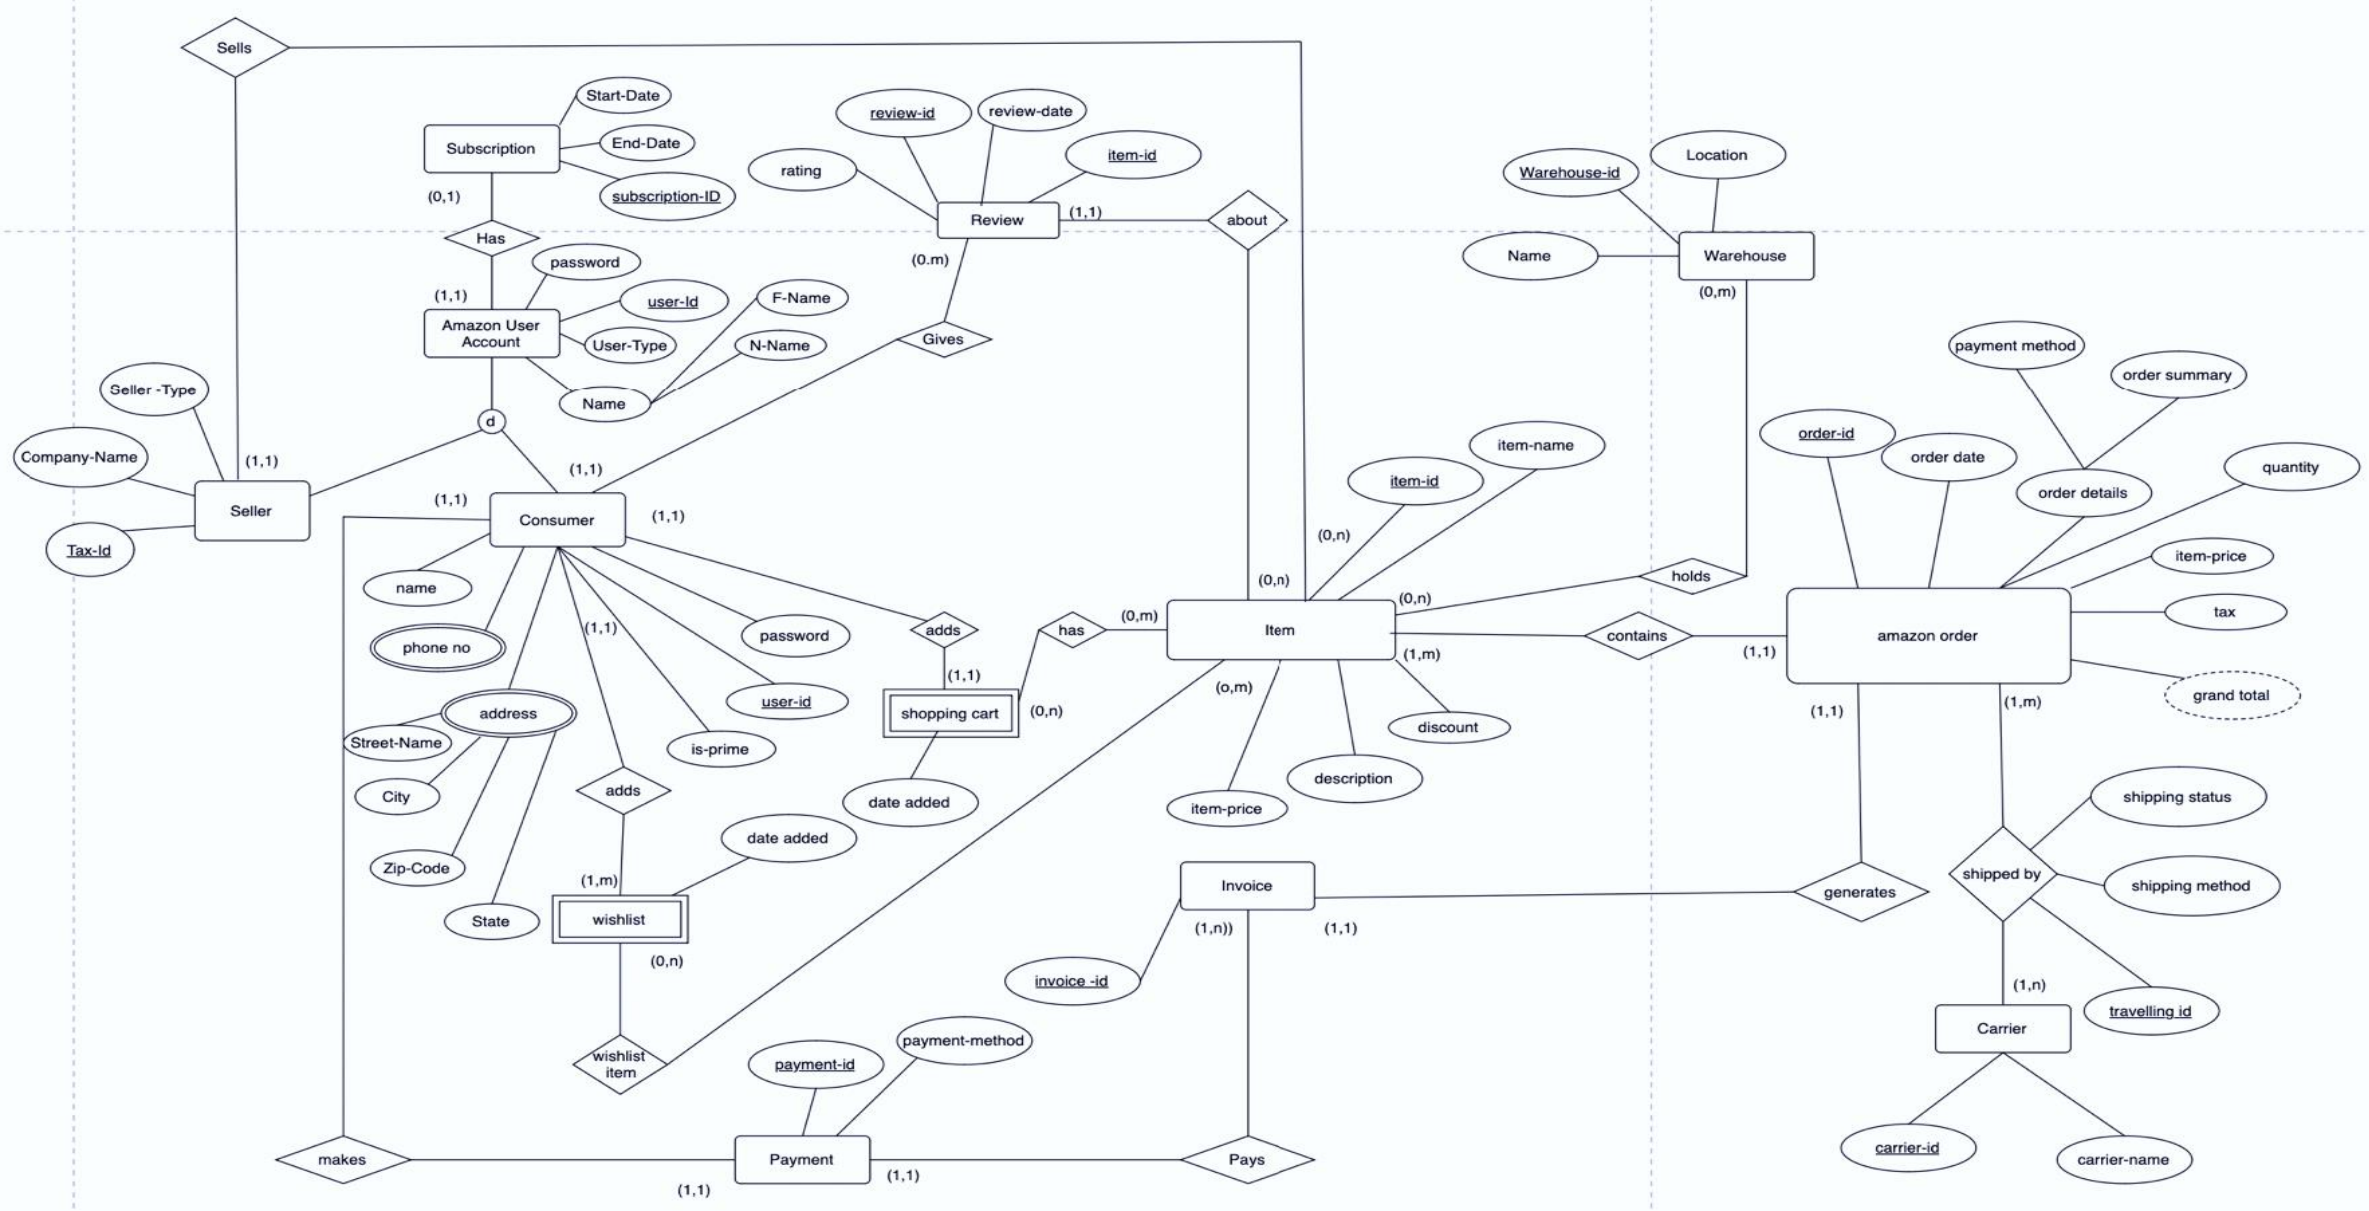 Sells
Start-Date
Subscription
End-Date
subscription-ID
(0,1)
Has
password
(1,1)
user-Id
Amazon User
Account
User-Type
F-Name
N-Name
Name
d
review-id
review-date
item-id
rating
Review
(1,1)
about
(0.m)
Gives
Warehouse-id
Location
Name
Warehouse
(0,m)
Seller -Type
Company-Name
(1,1)
Seller
Tax-Id
(1,1)
(1,1)
Consumer
(1,1)
name
phone no
(1,1)
password
user-id
is-prime
address
Street-Name
City
Zip-Code
State
adds
(1,1)
shopping cart
(0,n)
date added
has
(0,m)
adds
date added
(1,m)
wishlist
(0,n)
wishlist
item
item-id
item-name
(0,n)
(0,n)
(0,n)
Item
(1,m)
(o,m)
item-price
description
discount
holds
contains
(1,1)
payment method
order summary
order-id
order date
order details
quantity
item-price
amazon order
tax
grand total
(1,1)
(1,m)
shipping status
shipped by
shipping method
travelling id
generates
(1,n)
Carrier
carrier-id
carrier-name
Invoice
(1,n))
(1,1)
invoice -id
payment-id
payment-method
makes
Payment
(1,1)
(1,1)
Pays